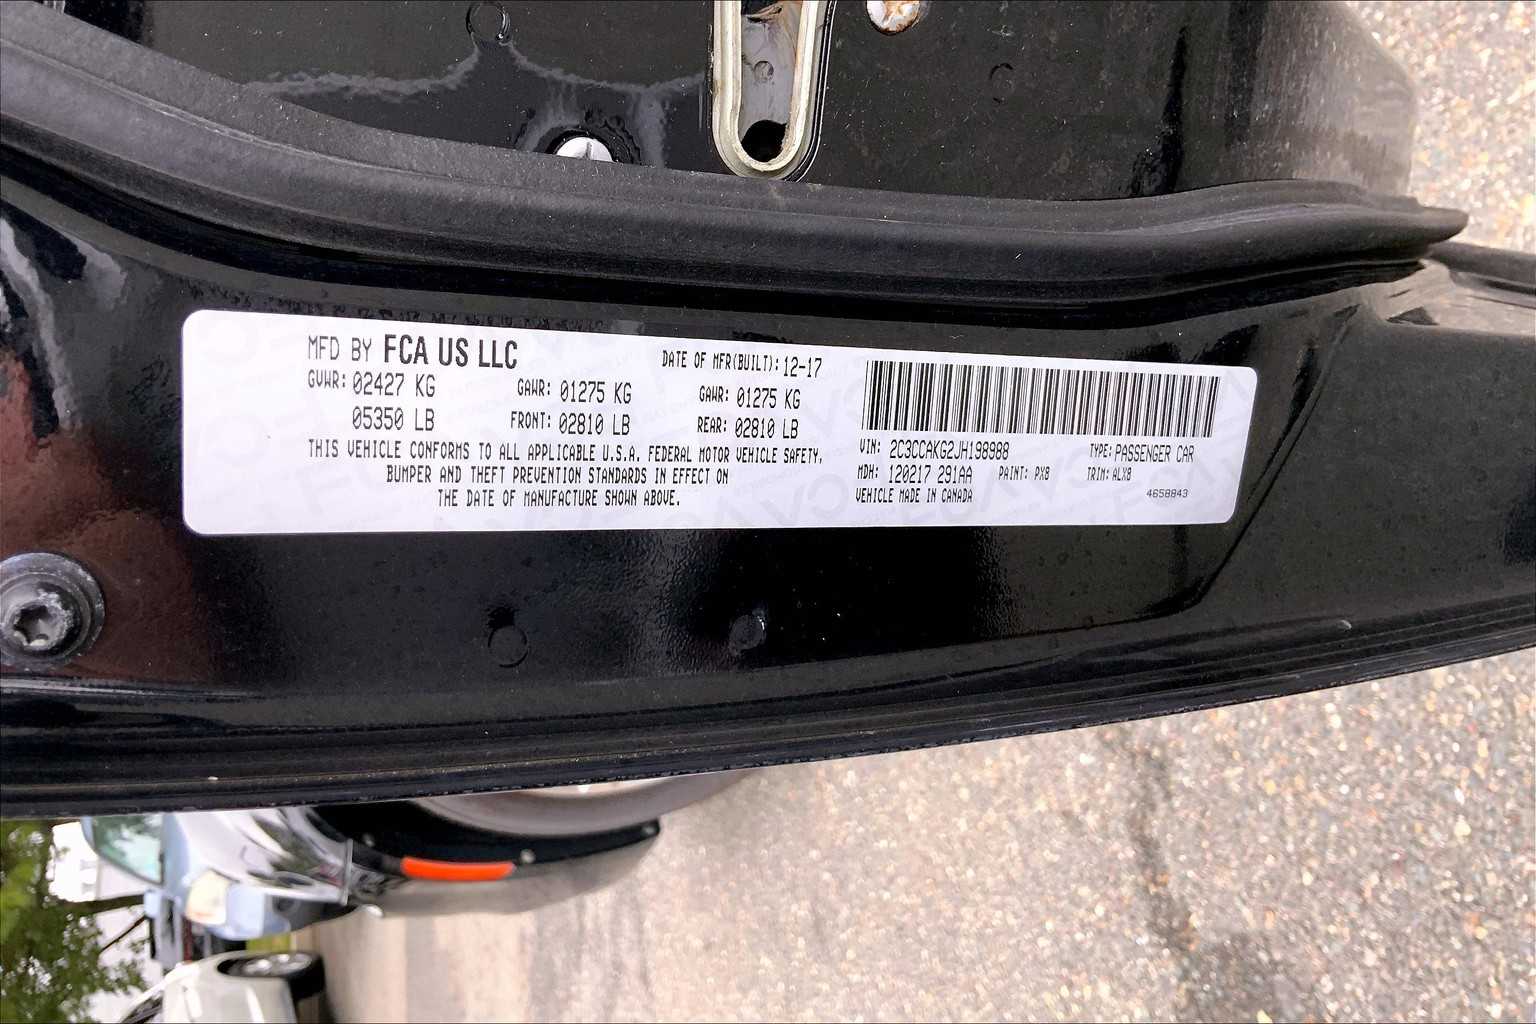 MFD BY FCA US LLC DATE OF MFR(BUILT): 12-17
GVWR: 02427 KG GAWR: 01275 KG GAWR: 01275 KG
05350 LB FRONT: 02810 LB REAR: 02810 LB
THIS VEHICLE CONFORMS TO ALL APPLICABLE U.S.A. FEDERAL MOTOR VEHICLE SAFETY,
BUMPER AND THEFT PREVENTION STANDARDS IN EFFECT ON
THE DATE OF MANUFACTURE SHOWN ABOVE.
VIN: 2C3CCAKG2JH198988 TYPE: PASSENGER CAR
MDH: 120217 291AA PAINT: PX8 TRIM: ALX8
VEHICLE MADE IN CANADA 4658843